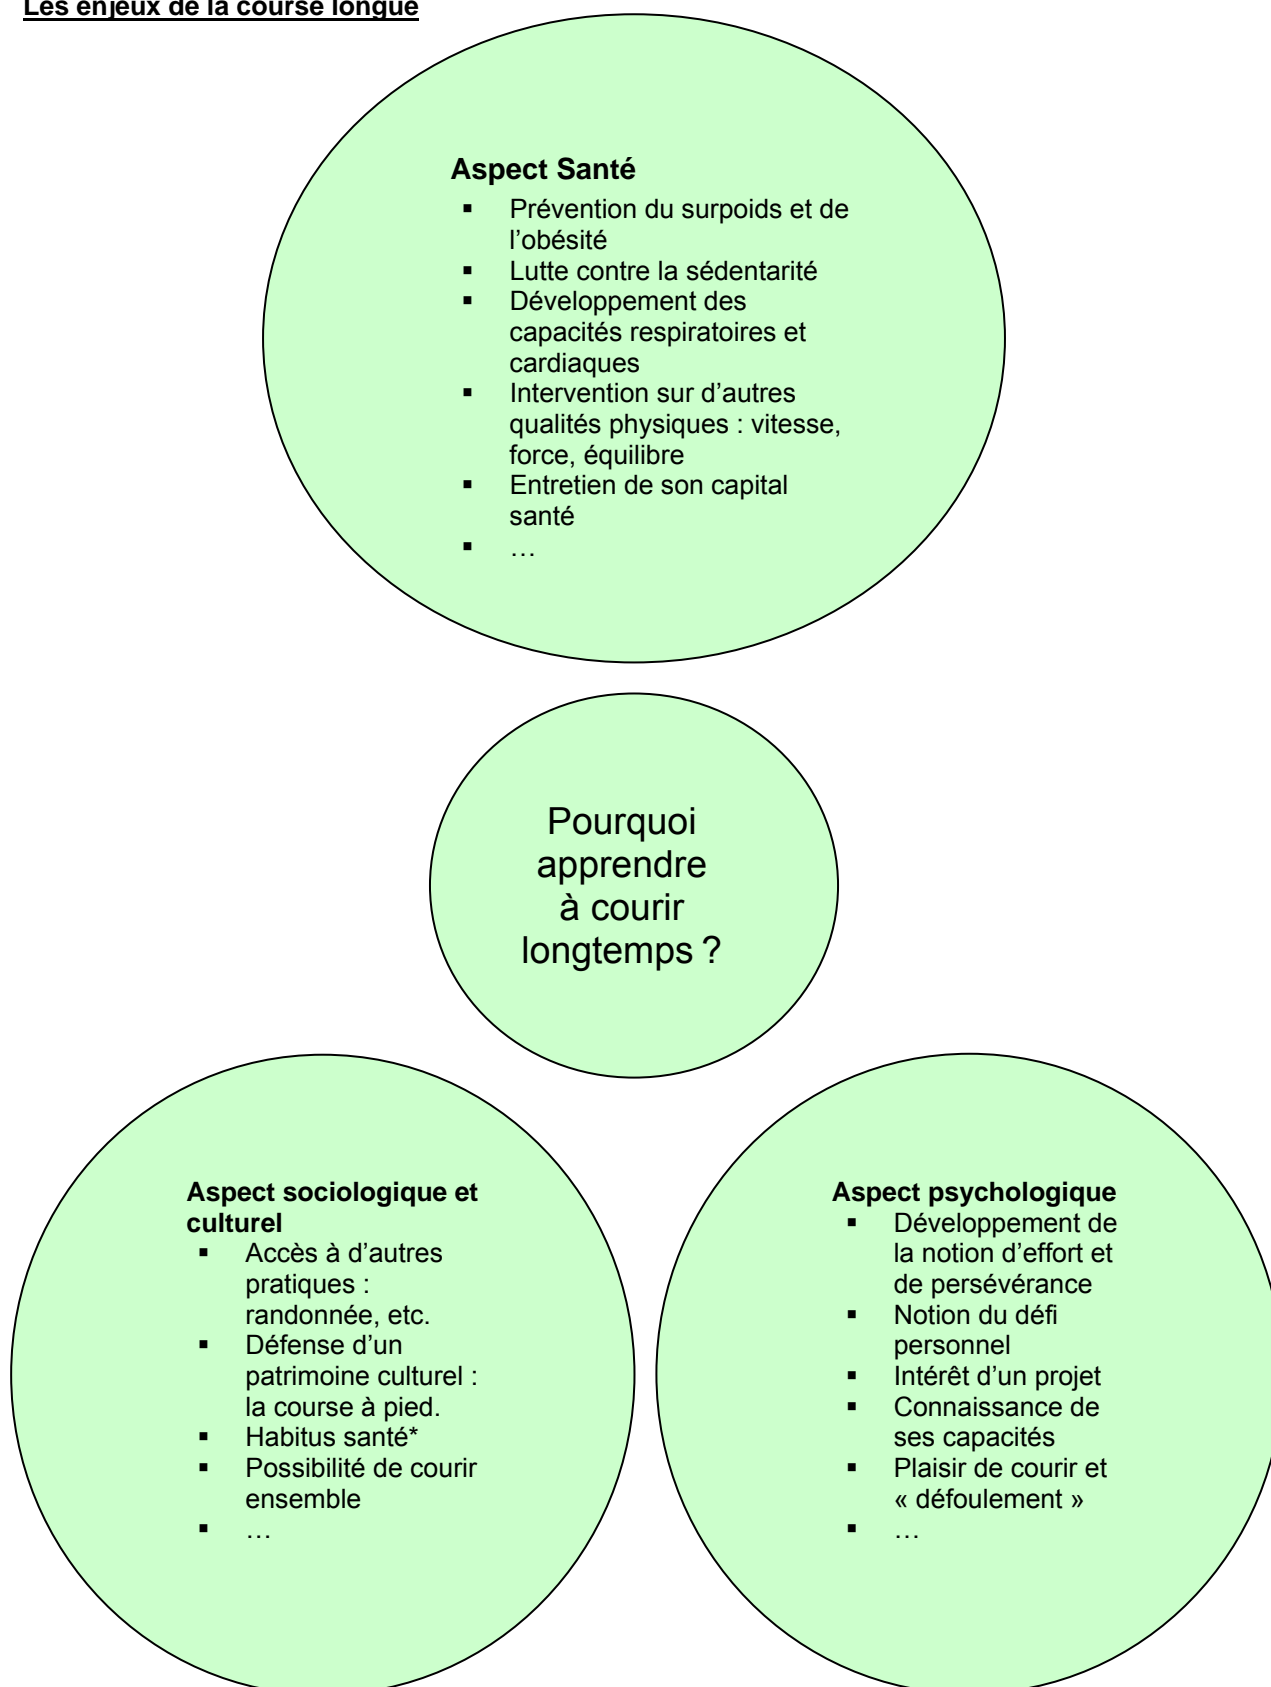 Les enjeux de la course longue
Aspect Santé
▪ Prévention du surpoids et de
l’obésité
▪ Lutte contre la sédentarité
▪ Développement des
capacités respiratoires et
cardiaques
▪ Intervention sur d’autres
qualités physiques : vitesse,
force, équilibre
▪ Entretien de son capital
santé
▪ …
Pourquoi
apprendre
à courir
longtemps ?
Aspect sociologique et
culturel
▪ Accès à d’autres
pratiques :
randonnée, etc.
▪ Défense d’un
patrimoine culturel :
la course à pied.
▪ Habitus santé*
▪ Possibilité de courir
ensemble
▪ …
Aspect psychologique
▪ Développement de
la notion d’effort et
de persévérance
▪ Notion du défi
personnel
▪ Intérêt d’un projet
▪ Connaissance de
ses capacités
▪ Plaisir de courir et
« défoulement »
▪ …